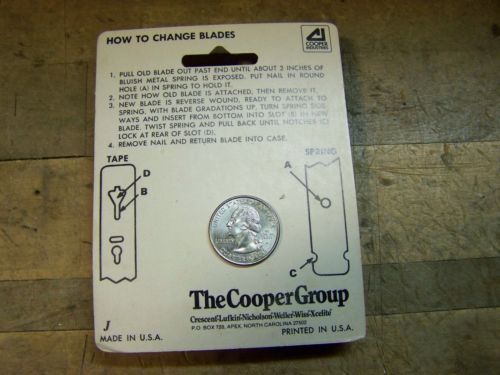 HOW TO CHANGE BLADES
COOPER
INDUSTRIES
1. PULL OLD BLADE OUT PAST END UNTIL ABOUT 2 INCHES OF
BLUISH METAL SPRING IS EXPOSED. PUT NAIL IN ROUND
HOLE (A) IN SPRING TO HOLD IT.
2. NOTE HOW OLD BLADE IS ATTACHED, THEN REMOVE IT.
3. NEW BLADE IS REVERSE WOUND, READY TO ATTACH TO
SPRING, WITH BLADE GRADATIONS UP. TURN SPRING SIDE
WAYS AND INSERT FROM BOTTOM INTO SLOT (B) IN NEW
BLADE. TWIST SPRING AND PULL BACK UNTIL NOTCHES (C)
LOCK AT REAR OF SLOT (D).
4. REMOVE NAIL AND RETURN BLADE INTO CASE.
TAPE
SPRING
A
D
B
C
LIBERTY
The Cooper Group
Crescent·Lufkin·Nicholson·Weller·Wiss·Xcelite
P.O. BOX 728, APEX, NORTH CAROLINA 27502
J
MADE IN U.S.A.
PRINTED IN U.S.A.